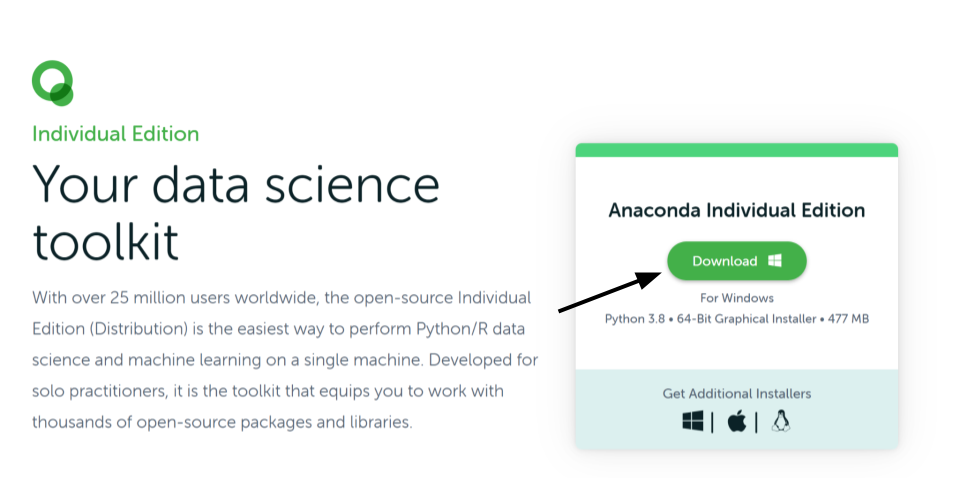 Individual Edition
Your data science
toolkit
With over 25 million users worldwide, the open-source Individual
Edition (Distribution) is the easiest way to perform Python/R data
science and machine learning on a single machine. Developed for
solo practitioners, it is the toolkit that equips you to work with
thousands of open-source packages and libraries.
Anaconda Individual Edition
Download
For Windows
Python 3.8 • 64-Bit Graphical Installer • 477 MB
Get Additional Installers